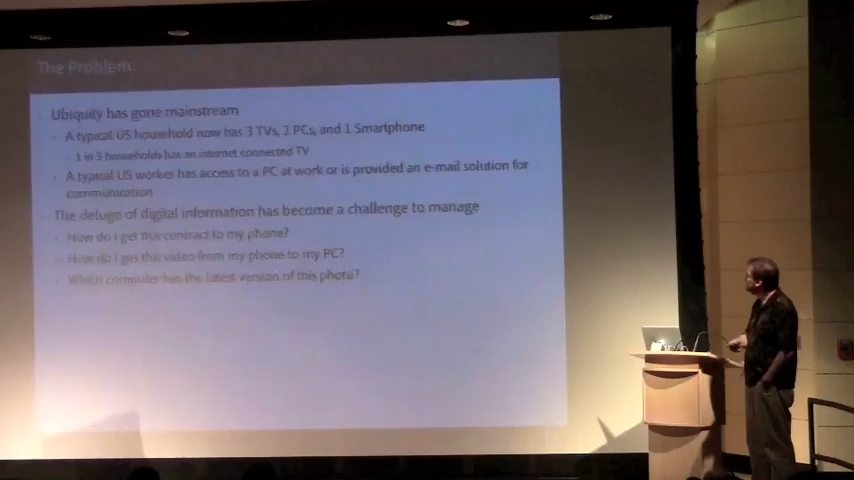 The Problem
Ubiquity has gone mainstream
A typical US household now has 3 TVs, 2 PCs, and 1 Smartphone
1 in 3 households has an internet connected TV
A typical US worker has access to a PC at work or is provided an e-mail solution for
communication
The deluge of digital information has become a challenge to manage
How do I get this contract to my phone?
How do I get this video from my phone to my PC?
Which computer has the latest version of this photo?